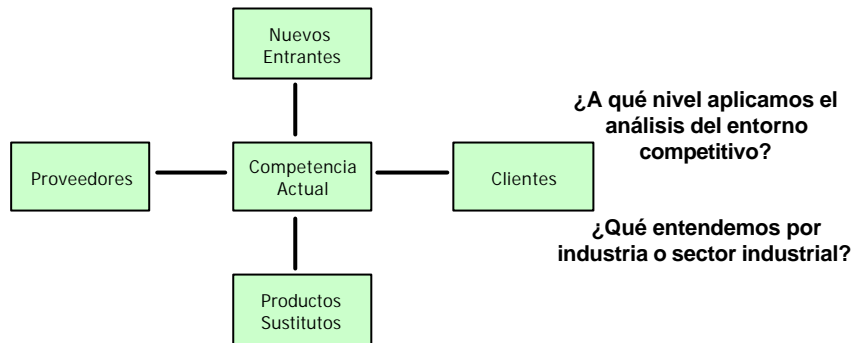 Nuevos
Entrantes
¿A qué nivel aplicamos el
análisis del entorno
competitivo?
Proveedores
Competencia
Actual
Clientes
¿Qué entendemos por
industria o sector industrial?
Productos
Sustitutos